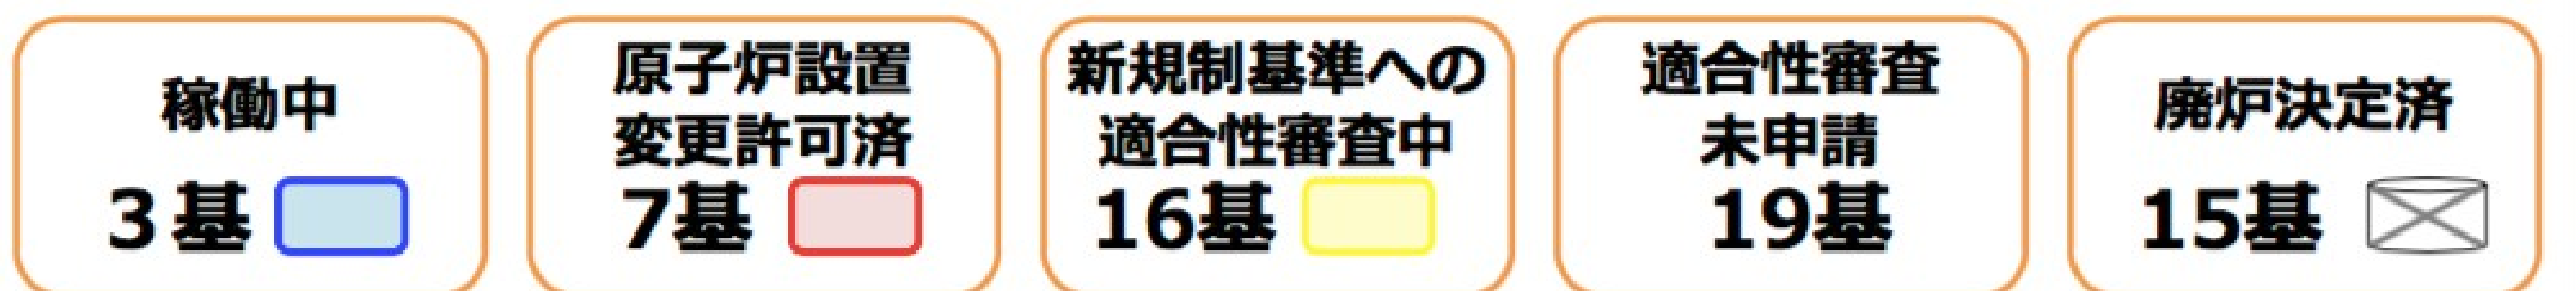 稼働中
3基
原子炉設置
変更許可済
7基
新規制基準への
適合性審査中
16基
適合性審査
未申請
19基
廃炉決定済
15基